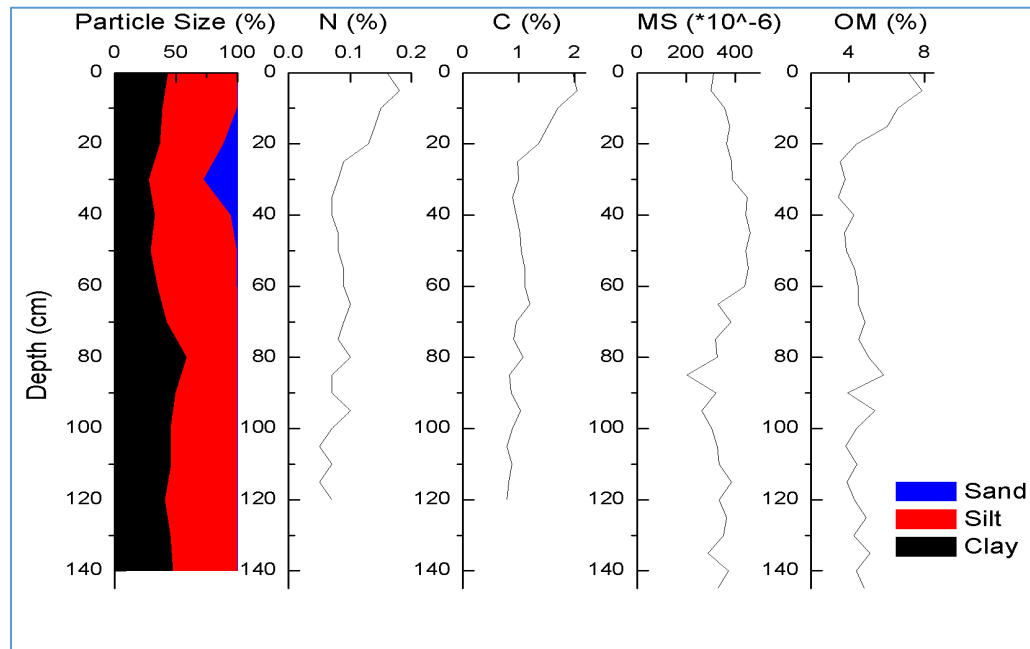 Particle Size (%) N (%) C (%) MS (*10^-6) OM (%)
0 50 100 0.0 0.1 0.2 0 1 2 200 400 4 8
Depth (cm)
0 0 0 0 0
20 20 20 20 20
40 40 40 40 40
60 60 60 60 60
80 80 80 80 80
100 100 100 100 100
120 120 120 120 120
140 140 140 140 140
Sand
Silt
Clay